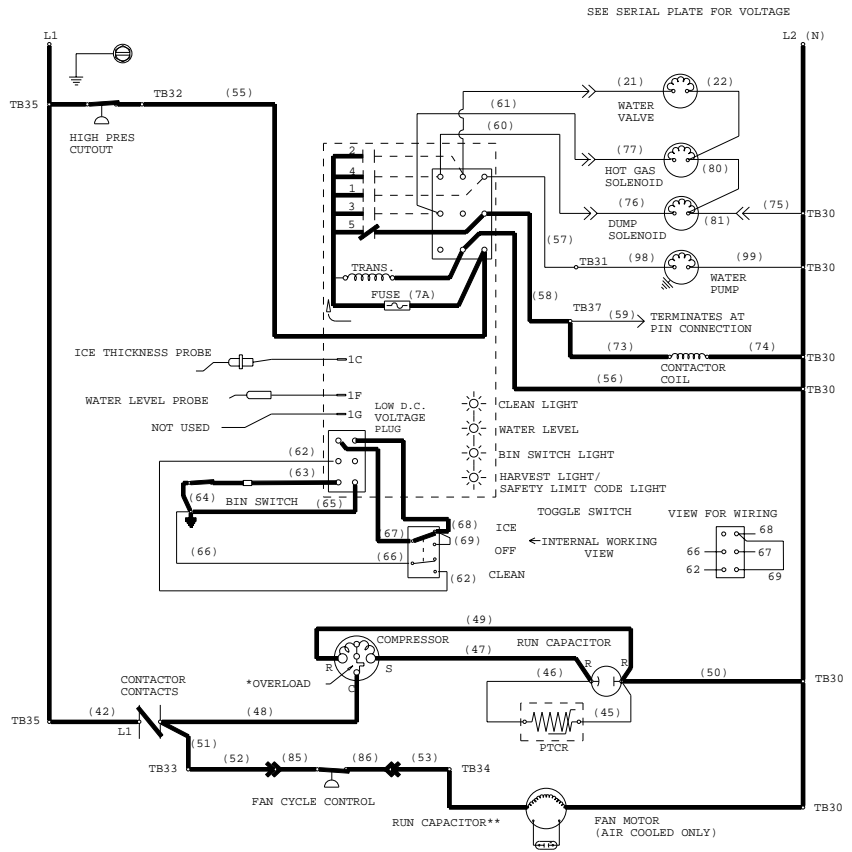 SEE SERIAL PLATE FOR VOLTAGE
L1
L2 (N)
TB35
TB32
(55)
HIGH PRES
CUTOUT
(21)
(22)
WATER
VALVE
(61)
(60)
(77)
(80)
HOT GAS
SOLENOID
2
4
1
3
5
(76)
(81)
(75)
TB30
DUMP
SOLENOID
(57)
TB31
(98)
(99)
TB30
WATER
PUMP
TRANS.
FUSE (7A)
(58)
TB37
(59)
TERMINATES AT
PIN CONNECTION
(73)
(74)
TB30
CONTACTOR
COIL
ICE THICKNESS PROBE
1C
(56)
TB30
WATER LEVEL PROBE
1F
NOT USED
1G
LOW D.C.
VOLTAGE
PLUG
CLEAN LIGHT
WATER LEVEL
BIN SWITCH LIGHT
HARVEST LIGHT/
SAFETY LIMIT CODE LIGHT
(62)
(63)
(64)
BIN SWITCH
(65)
(66)
(67)
(68)
(69)
(66)
(62)
ICE
OFF
CLEAN
TOGGLE SWITCH
INTERNAL WORKING
VIEW
VIEW FOR WIRING
68
66
67
62
69
(49)
COMPRESSOR
RUN CAPACITOR
(47)
R
S
C
*OVERLOAD
R
R
(46)
(50)
TB30
(45)
PTCR
CONTACTOR
CONTACTS
TB35
(42)
L1
(48)
(51)
TB33
(52)
(85)
(86)
(53)
TB34
FAN CYCLE CONTROL
RUN CAPACITOR**
FAN MOTOR
(AIR COOLED ONLY)
TB30